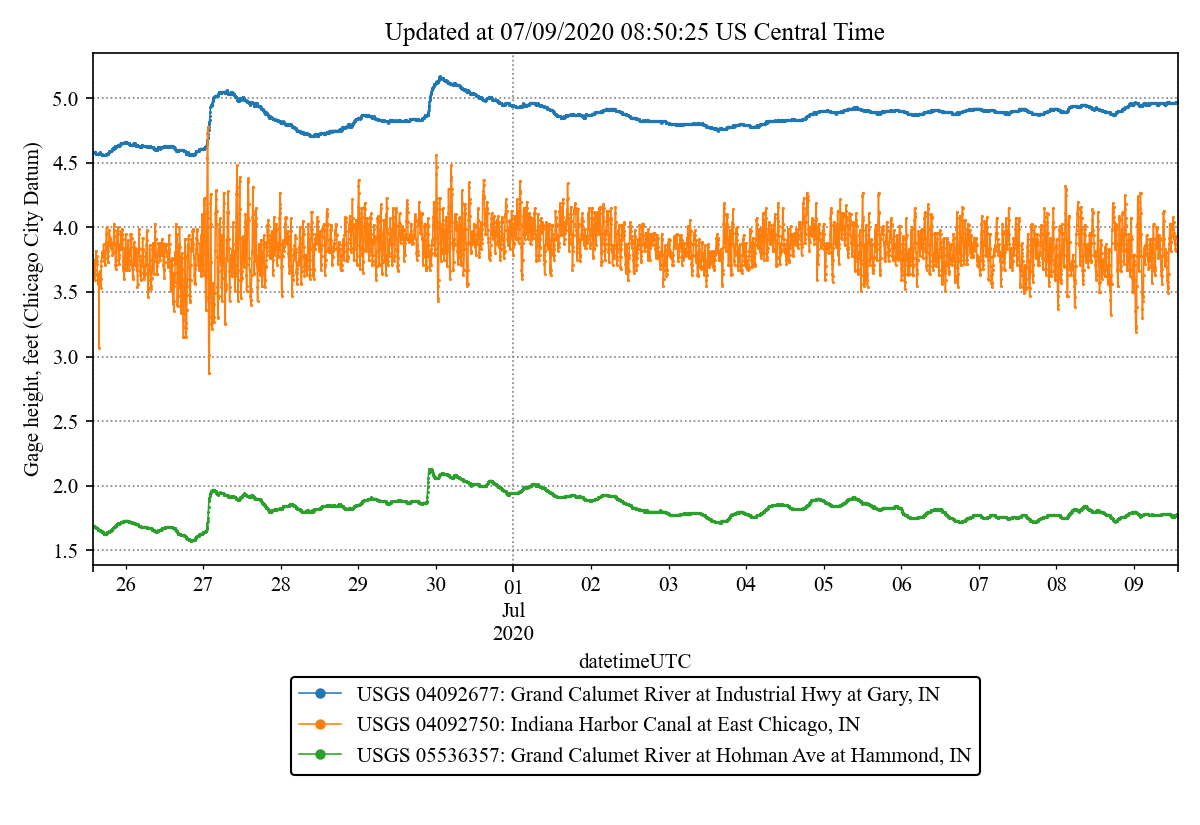 Updated at 07/09/2020 08:50:25 US Central Time
Gage height, feet (Chicago City Datum)
5.0
4.5
4.0
3.5
3.0
2.5
2.0
1.5
26 27 28 29 30 01 02 03 04 05 06 07 08 09
Jul
2020
datetimeUTC
USGS 04092677: Grand Calumet River at Industrial Hwy at Gary, IN
USGS 04092750: Indiana Harbor Canal at East Chicago, IN
USGS 05536357: Grand Calumet River at Hohman Ave at Hammond, IN